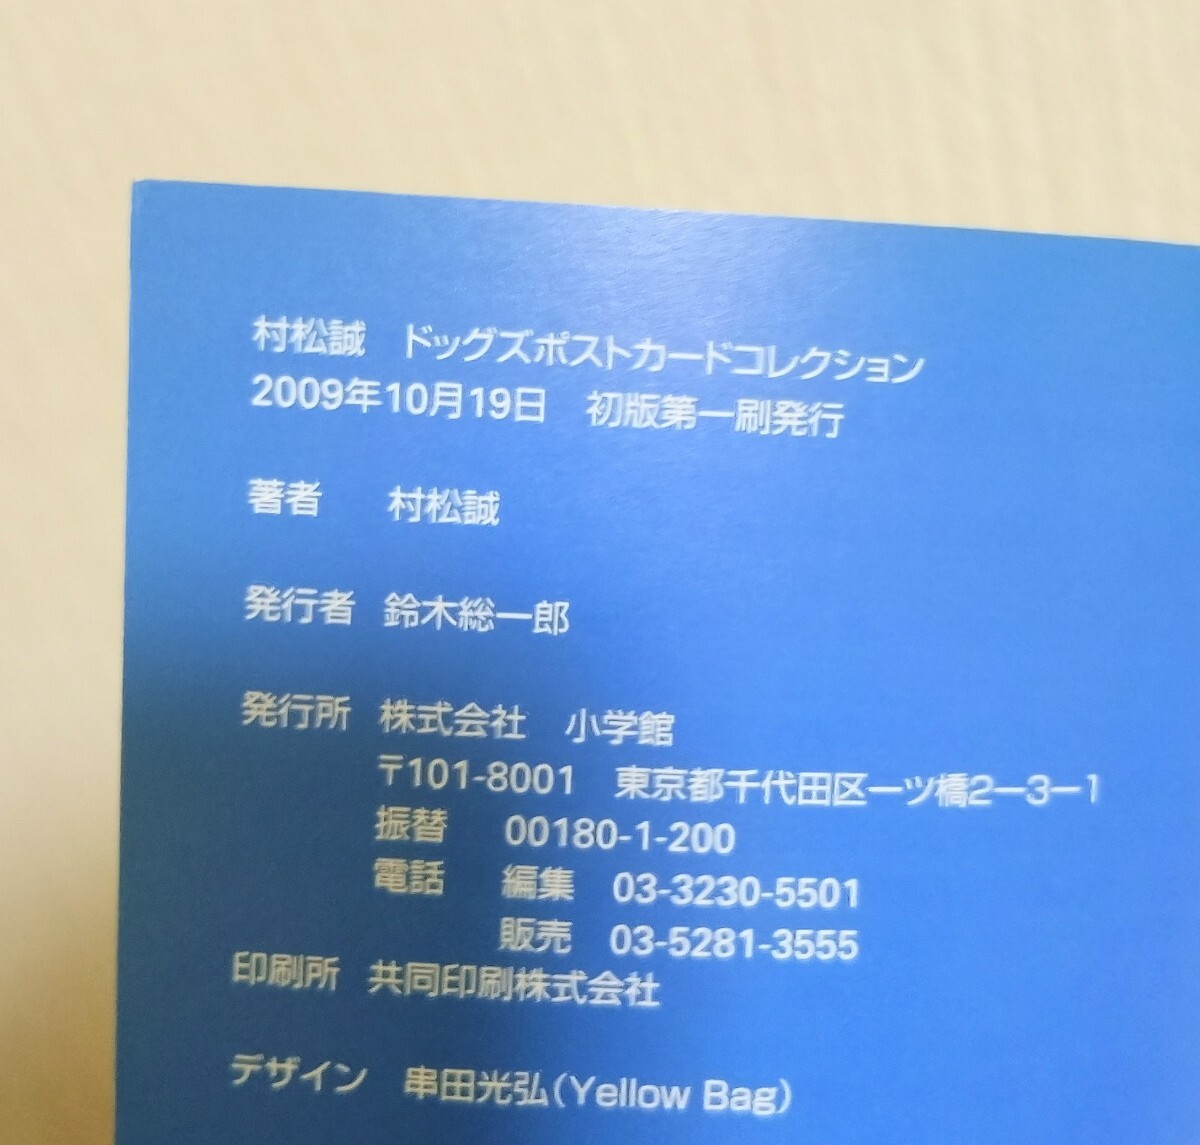 村松誠　ドッグズポストカードコレクション
2009年10月19日　初版第一刷発行
著者　村松誠
発行者　鈴木総一郎
発行所　株式会社　小学館
〒101-8001　東京都千代田区一ツ橋2ー3ー1
振替　00180-1-200
電話　編集　03-3230-5501
販売　03-5281-3555
印刷所　共同印刷株式会社
デザイン　串田光弘(Yellow Bag)